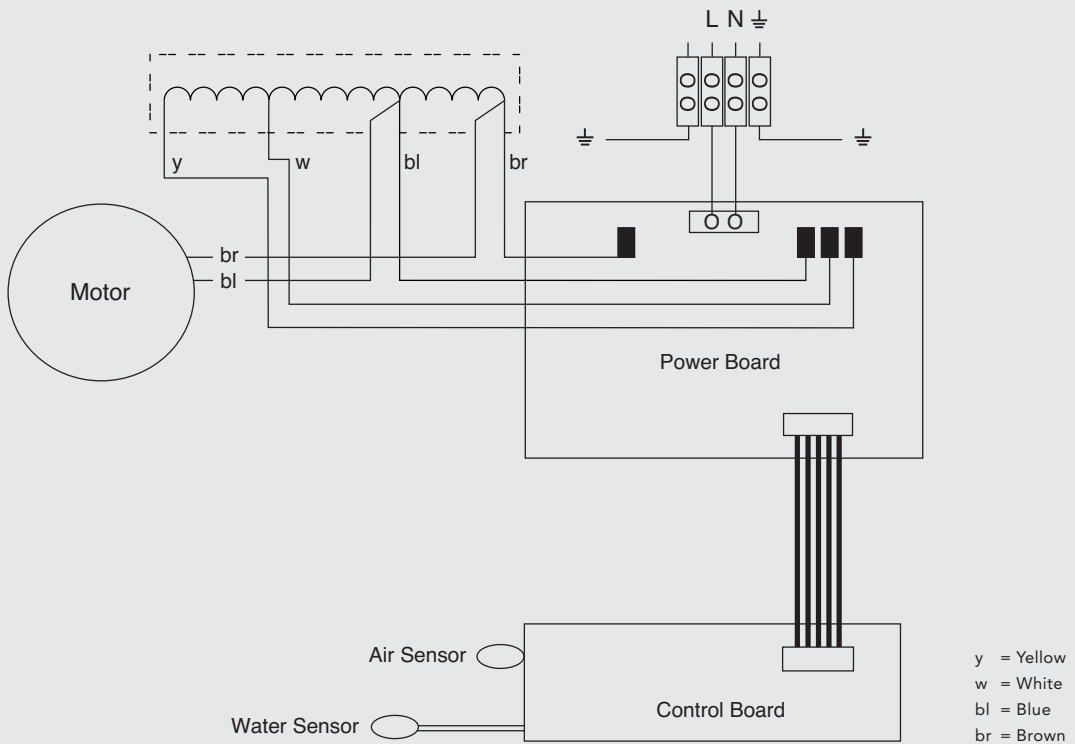 L N
y
w
bl
br
br
bl
Motor
Power Board
Air Sensor
Water Sensor
Control Board
y = Yellow
w = White
bl = Blue
br = Brown